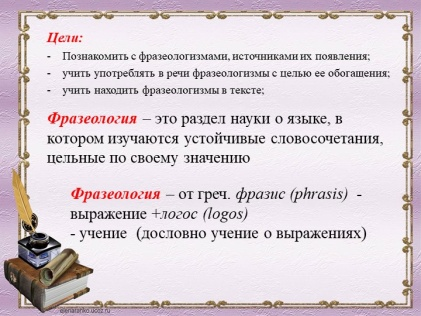 Цели:
- Познакомить с фразеологизмами, источниками их появления;
- учить употреблять в речи фразеологизмы с целью ее обогащения;
- учить находить фразеологизмы в тексте;
Фразеология – это раздел науки о языке, в
котором изучаются устойчивые словосочетания,
цельные по своему значению
Фразеология – от греч. фразис (phrasis) -
выражение +логос (logos)
- учение (дословно учение о выражениях)
elenaranko.ucoz.ru